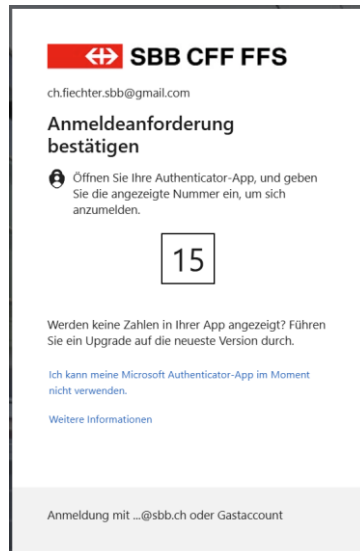 SBB CFF FFS
ch.fiechter.sbb@gmail.com
Anmeldeanforderung
bestätigen
Öffnen Sie Ihre Authenticator-App, und geben
Sie die angezeigte Nummer ein, um sich
anzumelden.
15
Werden keine Zahlen in Ihrer App angezeigt? Führen
Sie ein Upgrade auf die neueste Version durch.
Ich kann meine Microsoft Authenticator-App im Moment
nicht verwenden.
Weitere Informationen
Anmeldung mit ...@sbb.ch oder Gastaccount